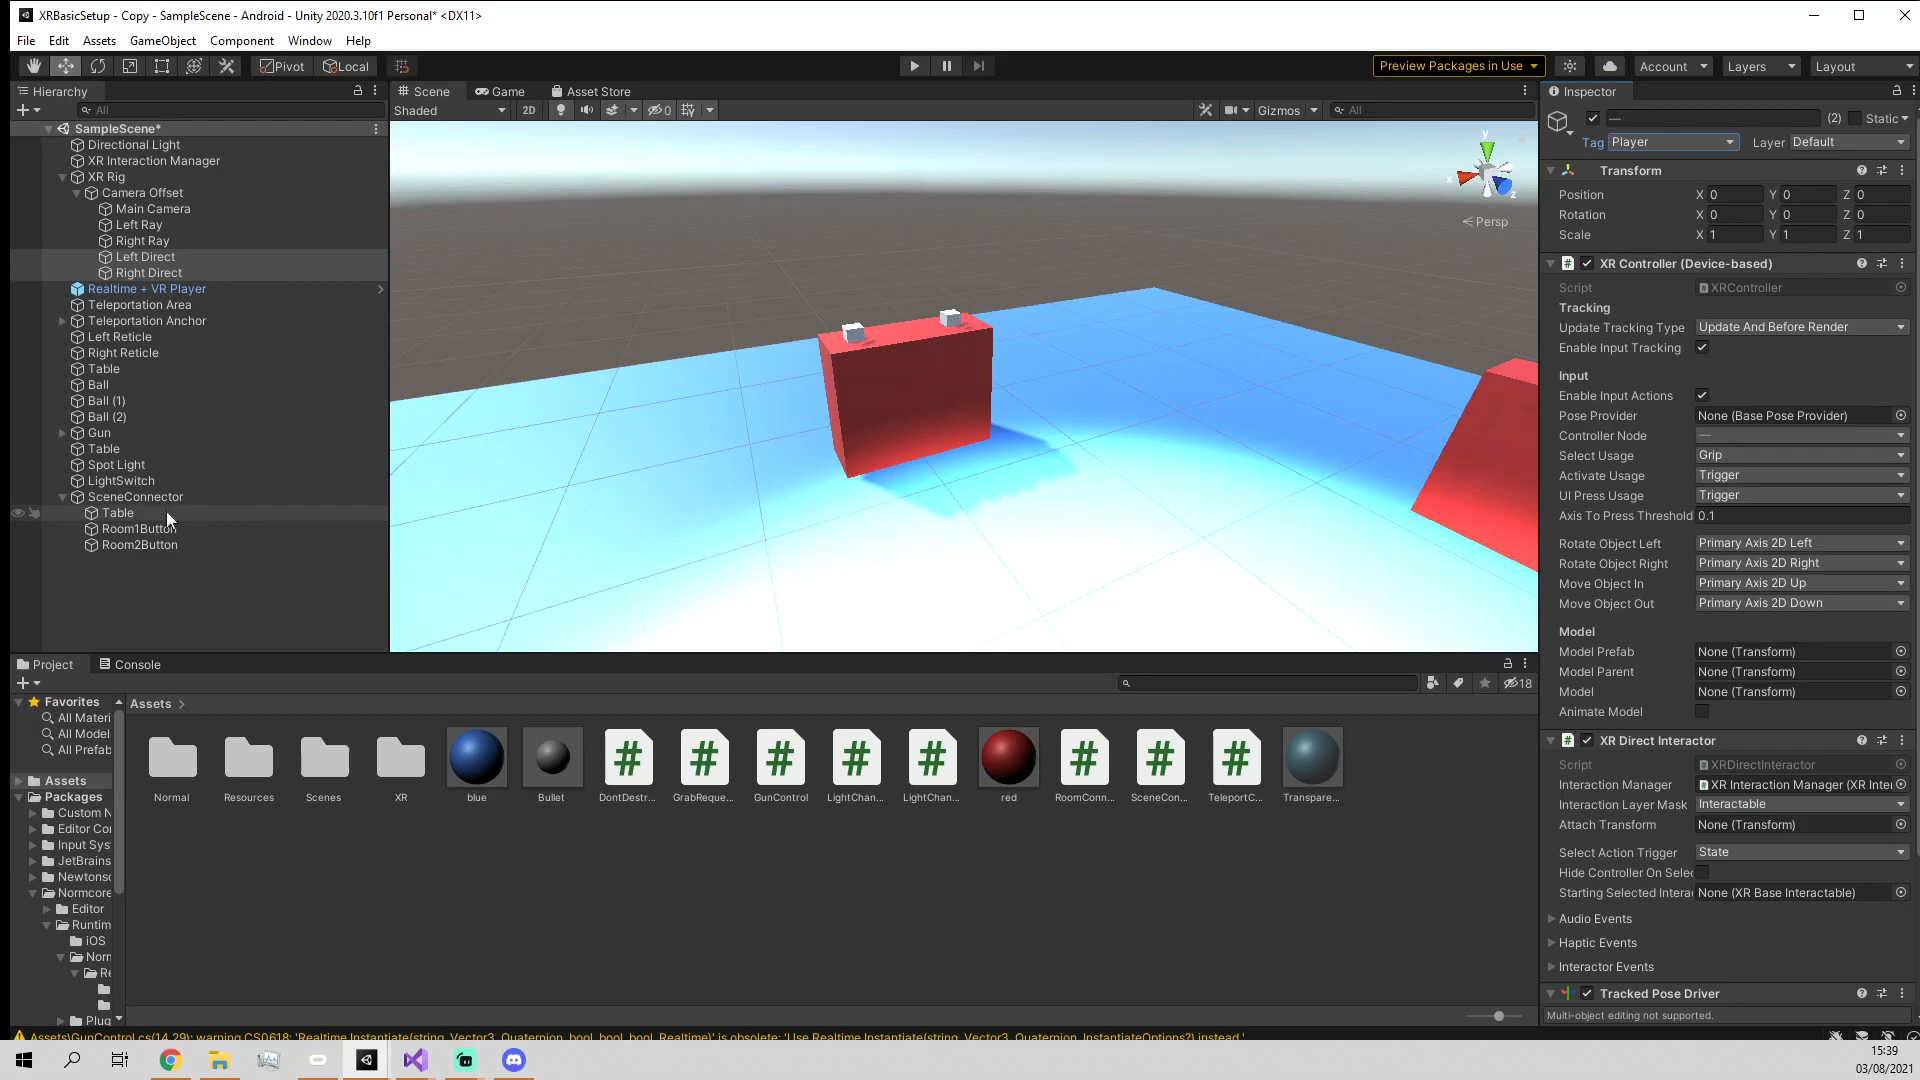 XRBasicSetup - Copy - SampleScene - Android - Unity 2020.3.10f1 Personal* <DX11>
File Edit Assets GameObject Component Window Help
Pivot Local Preview Packages in Use Account Layers Layout
Hierarchy
All
SampleScene*
Directional Light
XR Interaction Manager
XR Rig
Camera Offset
Main Camera
Left Ray
Right Ray
Left Direct
Right Direct
Realtime + VR Player
Teleportation Area
Teleportation Anchor
Left Reticle
Right Reticle
Table
Ball
Ball (1)
Ball (2)
Gun
Table
Spot Light
LightSwitch
SceneConnector
Table
Room1Button
Room2Button
Scene Game Asset Store
Shaded 2D 0 Gizmos All
y
x
z
Persp
Inspector
— (2) Static
Tag Player Layer Default
Transform
Position X 0 Y 0 Z 0
Rotation X 0 Y 0 Z 0
Scale X 1 Y 1 Z 1
XR Controller (Device-based)
Script XRController
Tracking
Update Tracking Type Update And Before Render
Enable Input Tracking
Input
Enable Input Actions
Pose Provider None (Base Pose Provider)
Controller Node —
Select Usage Grip
Activate Usage Trigger
UI Press Usage Trigger
Axis To Press Threshold 0.1
Rotate Object Left Primary Axis 2D Left
Rotate Object Right Primary Axis 2D Right
Move Object In Primary Axis 2D Up
Move Object Out Primary Axis 2D Down
Model
Model Prefab None (Transform)
Model Parent None (Transform)
Model None (Transform)
Animate Model
XR Direct Interactor
Script XRDirectInteractor
Interaction Manager XR Interaction Manager (XR Inter
Interaction Layer Mask Interactable
Attach Transform None (Transform)
Select Action Trigger State
Hide Controller On Selec
Starting Selected Interac None (XR Base Interactable)
Audio Events
Haptic Events
Interactor Events
Tracked Pose Driver
Multi-object editing not supported.
Project Console
18
Favorites
All Materi
All Model
All Prefab
Assets
Packages
Custom N
Editor Cor
Input Sys
JetBrains
Newtonso
Normcore
Editor
Runtim
iOS
Norn
Re
Plug
Assets
Normal Resources Scenes XR blue Bullet DontDestr... GrabReque... GunControl LightChan... LightChan... red RoomConn... SceneCon... TeleportC... Transpare...
Assets\GunControl.cs(14,29): warning CS0618: 'Realtime.Instantiate(string, Vector3, Quaternion, bool, bool, bool, Realtime)' is obsolete: 'Use Realtime.Instantiate(string, Vector3, Quaternion, InstantiateOptions?) instead.'
15:39
03/08/2021